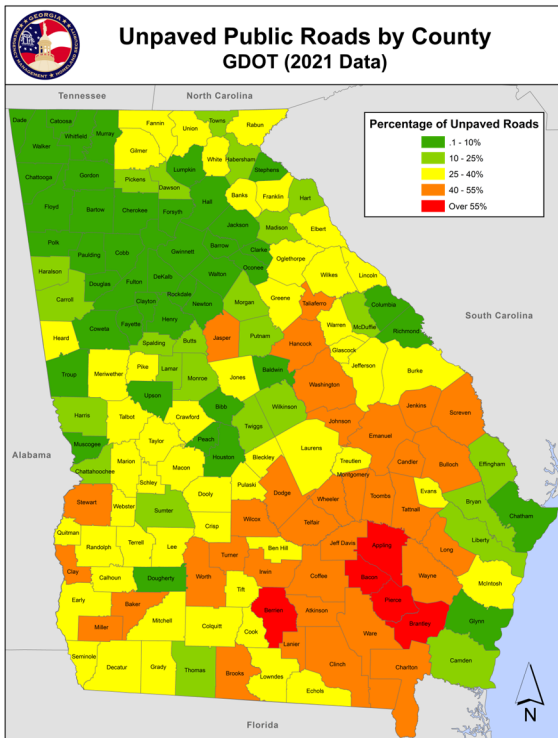 GEORGIA
EMERGENCY MANAGEMENT
HOMELAND SECURITY
Unpaved Public Roads by County
GDOT (2021 Data)
Tennessee
North Carolina
Percentage of Unpaved Roads
.1 - 10%
10 - 25%
25 - 40%
40 - 55%
Over 55%
Dade
Catoosa
Whitfield
Murray
Fannin
Union
Towns
Rabun
Walker
Gilmer
White
Habersham
Stephens
Lumpkin
Chattooga
Gordon
Pickens
Dawson
Banks
Franklin
Hart
Floyd
Bartow
Cherokee
Forsyth
Hall
Jackson
Madison
Elbert
Polk
Paulding
Cobb
Gwinnett
Barrow
Clarke
Oglethorpe
Haralson
Douglas
Fulton
DeKalb
Walton
Oconee
Wilkes
Lincoln
Carroll
Clayton
Rockdale
Newton
Morgan
Greene
Taliaferro
Columbia
South Carolina
Coweta
Fayette
Henry
Warren
McDuffie
Richmond
Heard
Spalding
Butts
Jasper
Putnam
Hancock
Glascock
Troup
Meriwether
Pike
Lamar
Monroe
Jones
Baldwin
Washington
Jefferson
Burke
Upson
Harris
Talbot
Crawford
Bibb
Wilkinson
Twiggs
Johnson
Jenkins
Screven
Muscogee
Taylor
Peach
Houston
Alabama
Marion
Macon
Bleckley
Laurens
Treutlen
Emanuel
Candler
Bulloch
Effingham
Chattahoochee
Schley
Dooly
Pulaski
Montgomery
Evans
Bryan
Chatham
Stewart
Webster
Sumter
Crisp
Wilcox
Dodge
Telfair
Wheeler
Toombs
Tattnall
Liberty
Quitman
Randolph
Terrell
Lee
Turner
Ben Hill
Jeff Davis
Appling
Long
Clay
Calhoun
Dougherty
Worth
Irwin
Coffee
Bacon
Wayne
McIntosh
Early
Baker
Tift
Berrien
Atkinson
Pierce
Miller
Mitchell
Colquitt
Cook
Lanier
Ware
Brantley
Glynn
Seminole
Decatur
Grady
Thomas
Brooks
Lowndes
Echols
Clinch
Charlton
Camden
Florida
N